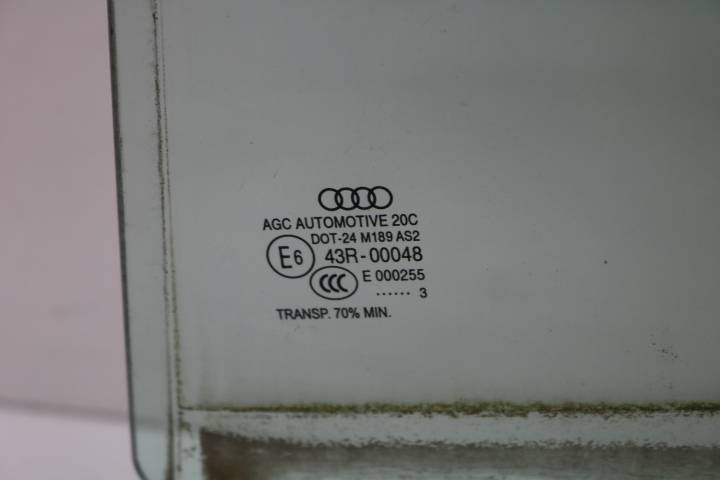 AGC AUTOMOTIVE 20C
DOT-24 M189 AS2
E6 43R-00048
CCC E 000255
...... 3
TRANSP. 70% MIN.